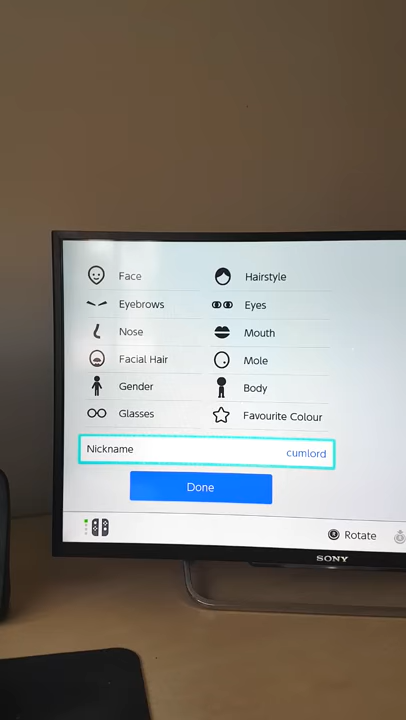 Face Hairstyle
Eyebrows Eyes
Nose Mouth
Facial Hair Mole
Gender Body
Glasses Favourite Colour
Nickname cumlord
Done
Rotate
SONY